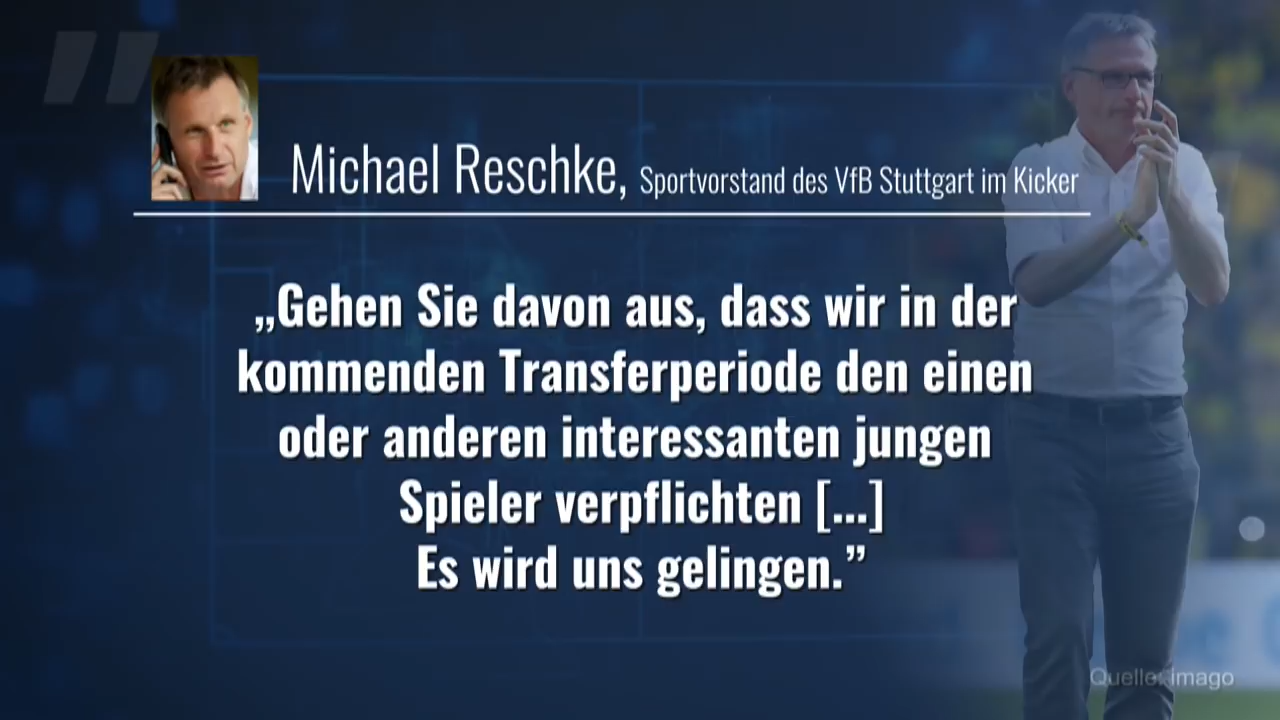 Michael Reschke, Sportvorstand des VfB Stuttgart im Kicker
„Gehen Sie davon aus, dass wir in der
kommenden Transferperiode den einen
oder anderen interessanten jungen
Spieler verpflichten [...]
Es wird uns gelingen.”
Quelle: imago